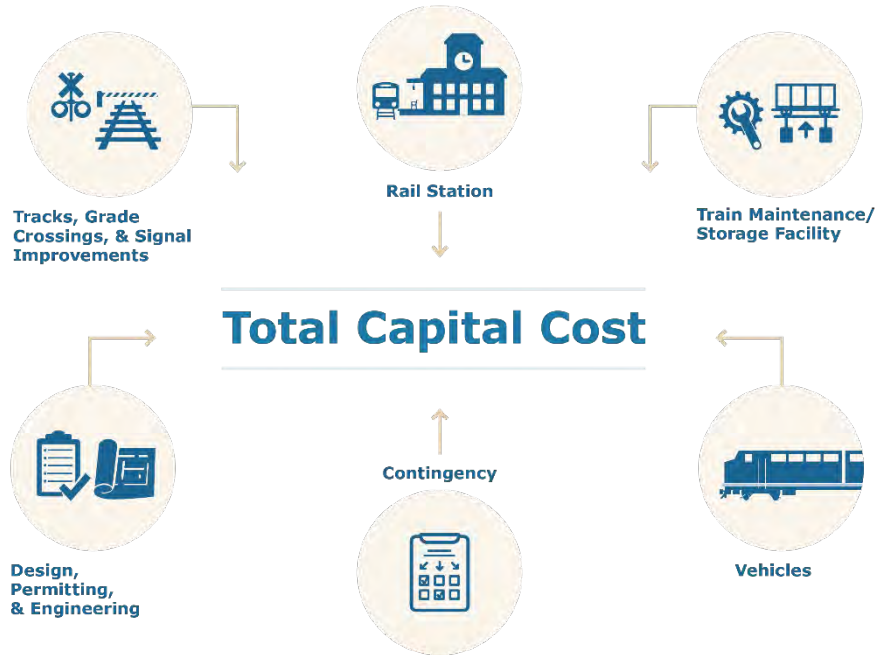 Rail Station
Tracks, Grade
Crossings, & Signal
Improvements
Train Maintenance/
Storage Facility
Total Capital Cost
Contingency
Design,
Permitting,
& Engineering
Vehicles